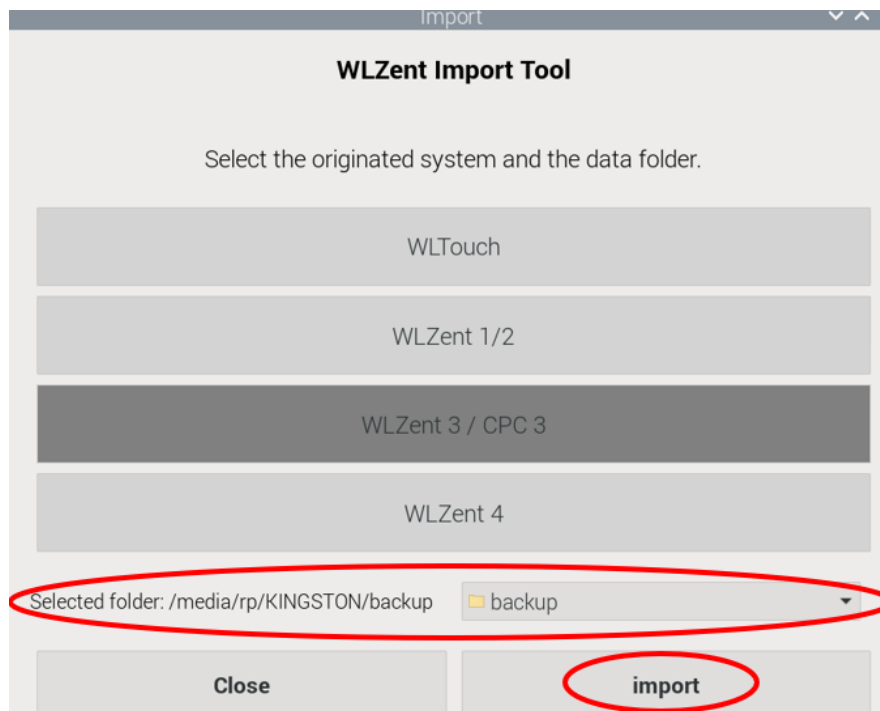 Import
WLZent Import Tool
Select the originated system and the data folder.
WLTouch
WLZent 1/2
WLZent 3 / CPC 3
WLZent 4
Selected folder: /media/rp/KINGSTON/backup backup
Close import